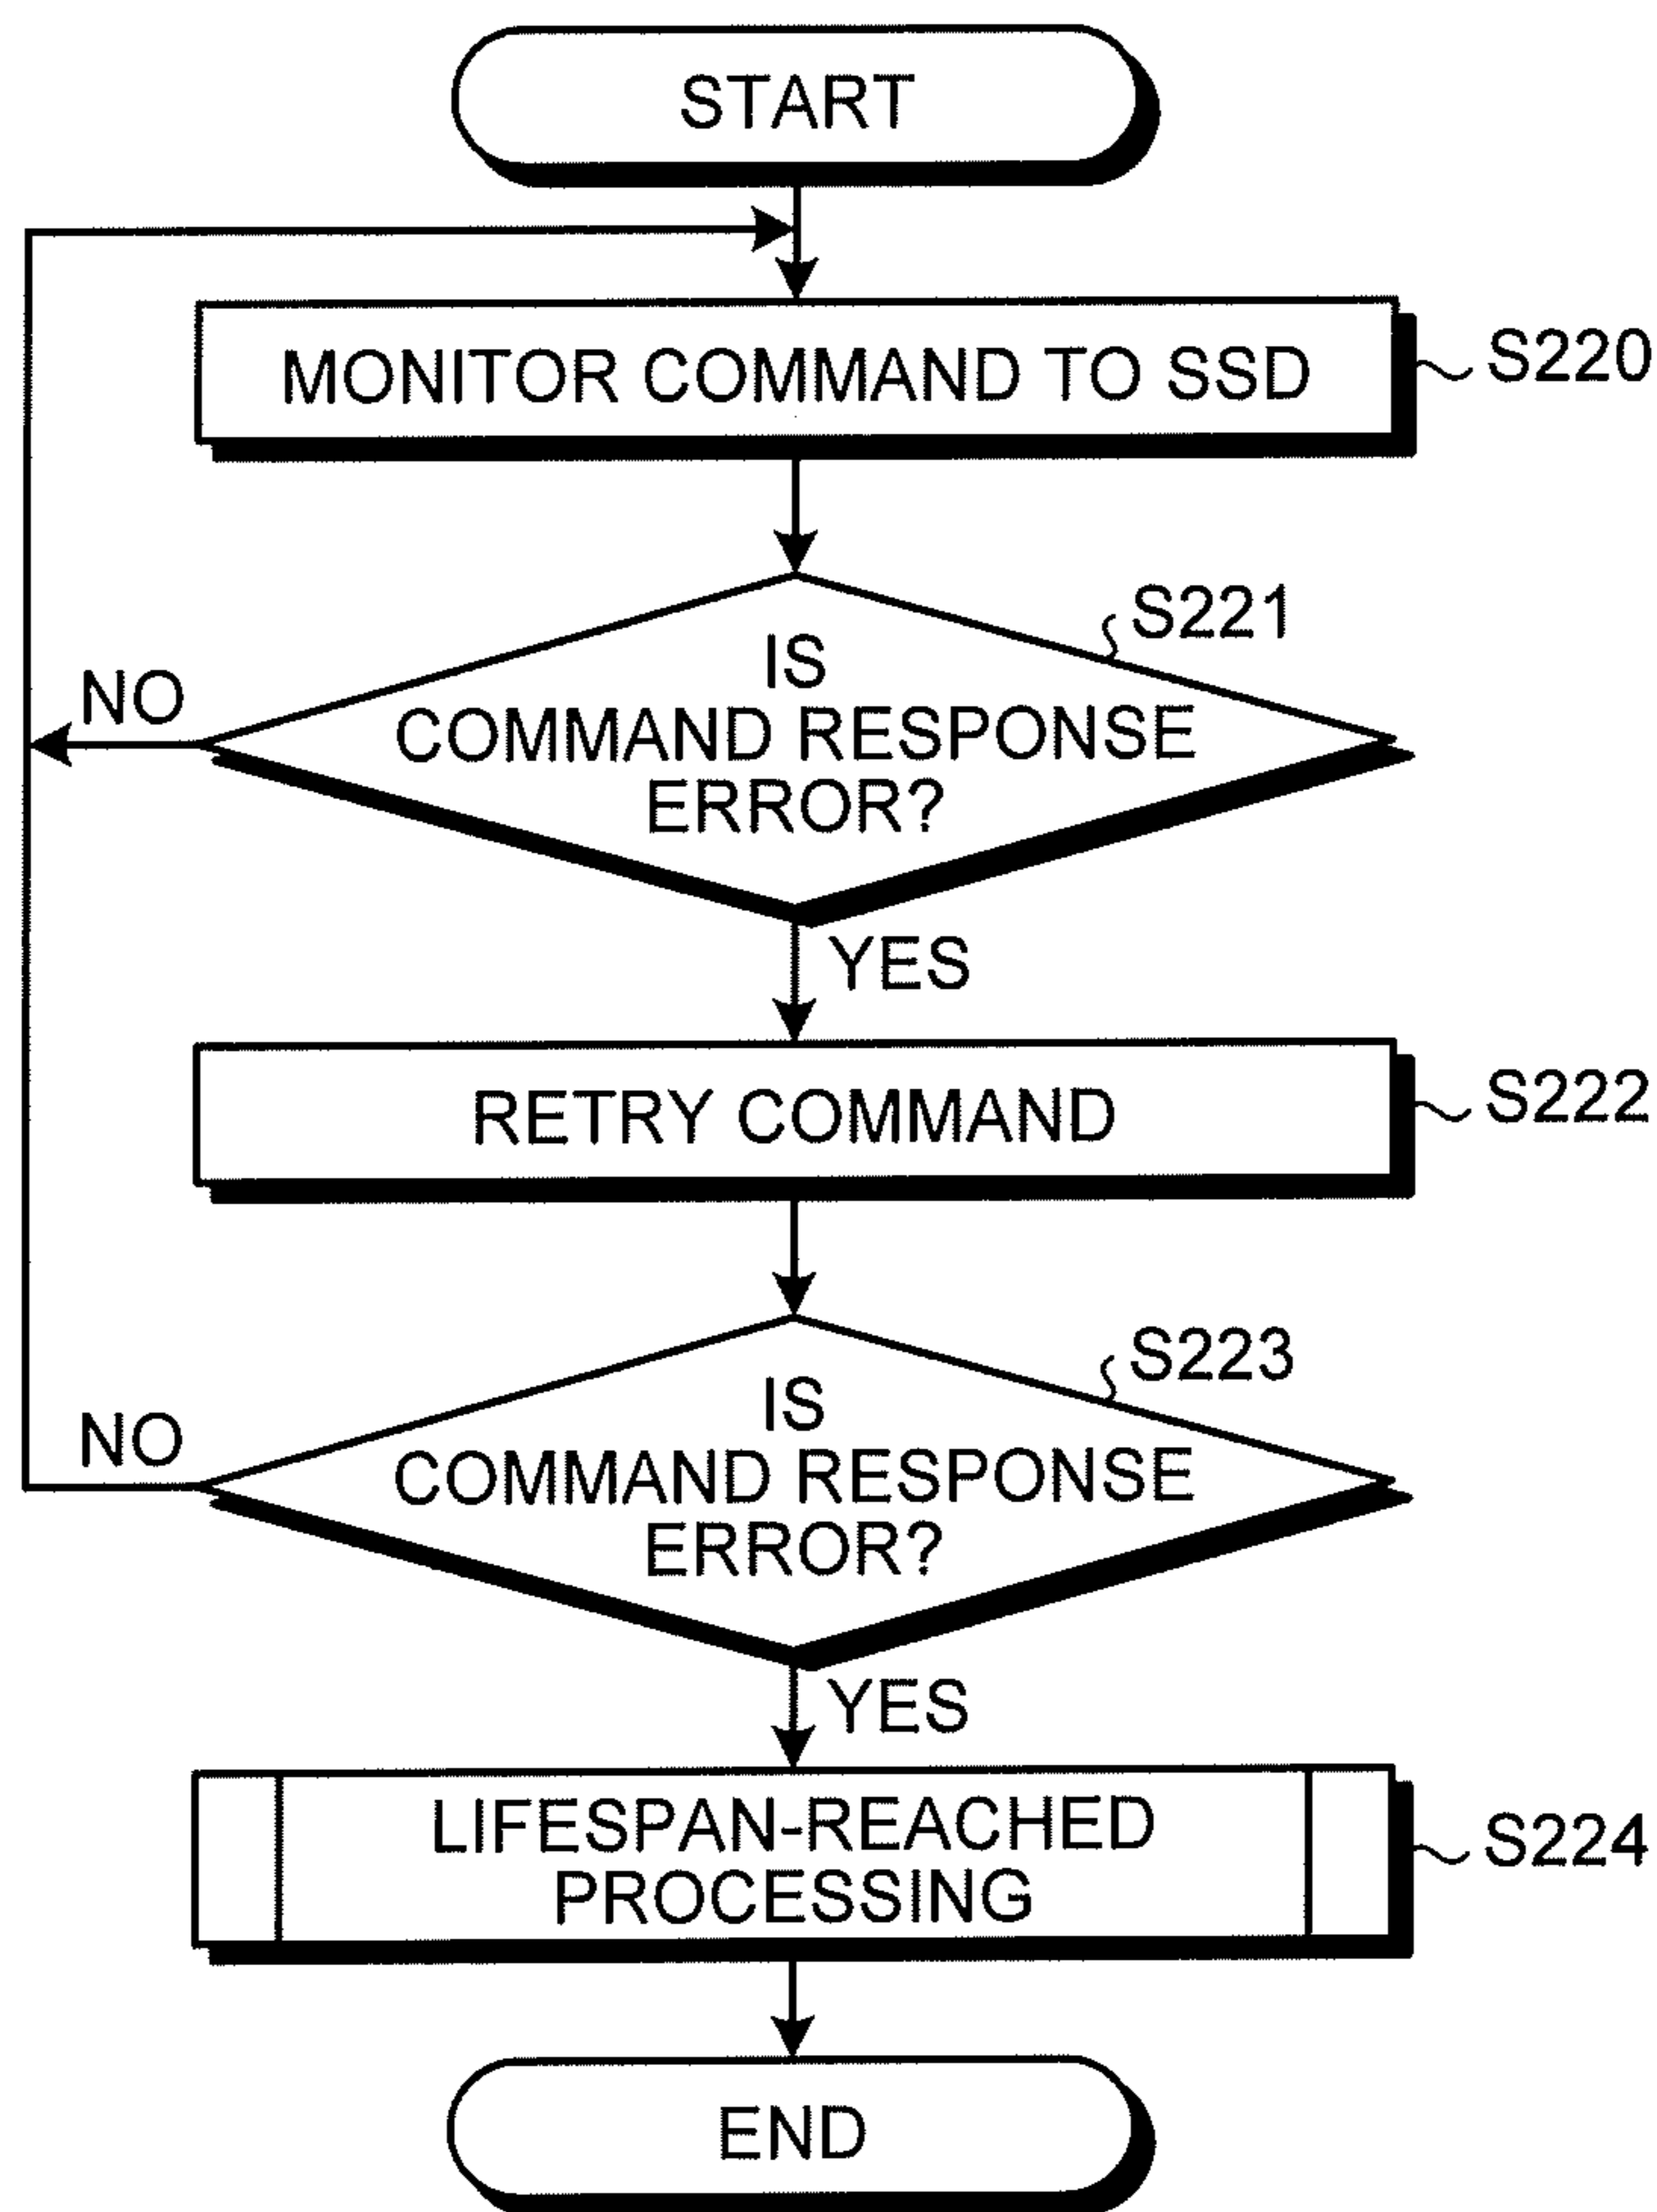 START
MONITOR COMMAND TO SSD
S220
S221
IS
COMMAND RESPONSE
ERROR?
NO
YES
RETRY COMMAND
S222
S223
IS
COMMAND RESPONSE
ERROR?
NO
YES
LIFESPAN-REACHED
PROCESSING
S224
END